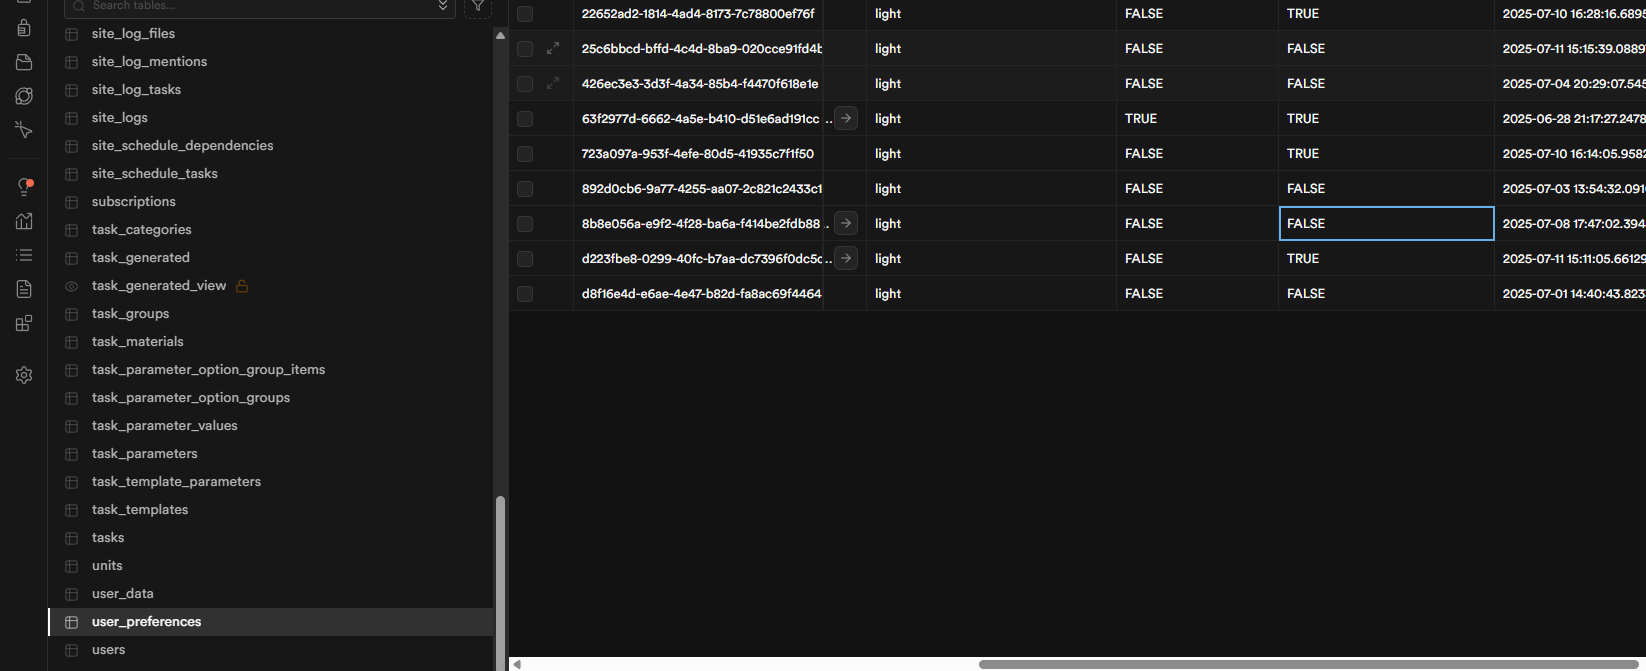 Search tables...
site_log_files
site_log_mentions
site_log_tasks
site_logs
site_schedule_dependencies
site_schedule_tasks
subscriptions
task_categories
task_generated
task_generated_view
task_groups
task_materials
task_parameter_option_group_items
task_parameter_option_groups
task_parameter_values
task_parameters
task_template_parameters
task_templates
tasks
units
user_data
user_preferences
users
22652ad2-1814-4ad4-8173-7c78800ef76f light FALSE TRUE 2025-07-10 16:28:16.6895
25c6bbcd-bffd-4c4d-8ba9-020cce91fd4b light FALSE FALSE 2025-07-11 15:15:39.0889
426ec3e3-3d3f-4a34-85b4-f4470f618e1e light FALSE FALSE 2025-07-04 20:29:07.545
63f2977d-6662-4a5e-b410-d51e6ad191cc ... light TRUE TRUE 2025-06-28 21:17:27.2478
723a097a-953f-4efe-80d5-41935c7f1f50 light FALSE TRUE 2025-07-10 16:14:05.9582
892d0cb6-9a77-4255-aa07-2c821c2433c1 light FALSE FALSE 2025-07-03 13:54:32.091
8b8e056a-e9f2-4f28-ba6a-f414be2fdb88 ... light FALSE FALSE 2025-07-08 17:47:02.394
d223fbe8-0299-40fc-b7aa-dc7396f0dc5c... light FALSE TRUE 2025-07-11 15:11:05.66129
d8f16e4d-e6ae-4e47-b82d-fa8ac69f4464 light FALSE FALSE 2025-07-01 14:40:43.823